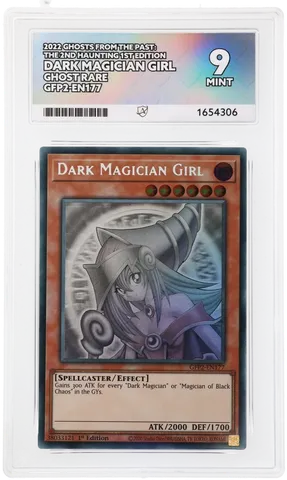 2022 GHOSTS FROM THE PAST:
THE 2ND HAUNTING 1ST EDITION
DARK MAGICIAN GIRL
GHOST RARE
GFP2-EN177
9
MINT
1654306
DARK MAGICIAN GIRL
GFP2-EN177
[SPELLCASTER/EFFECT]
Gains 300 ATK for every "Dark Magician" or "Magician of Black
Chaos" in the GYs.
ATK/2000 DEF/1700
1st Edition